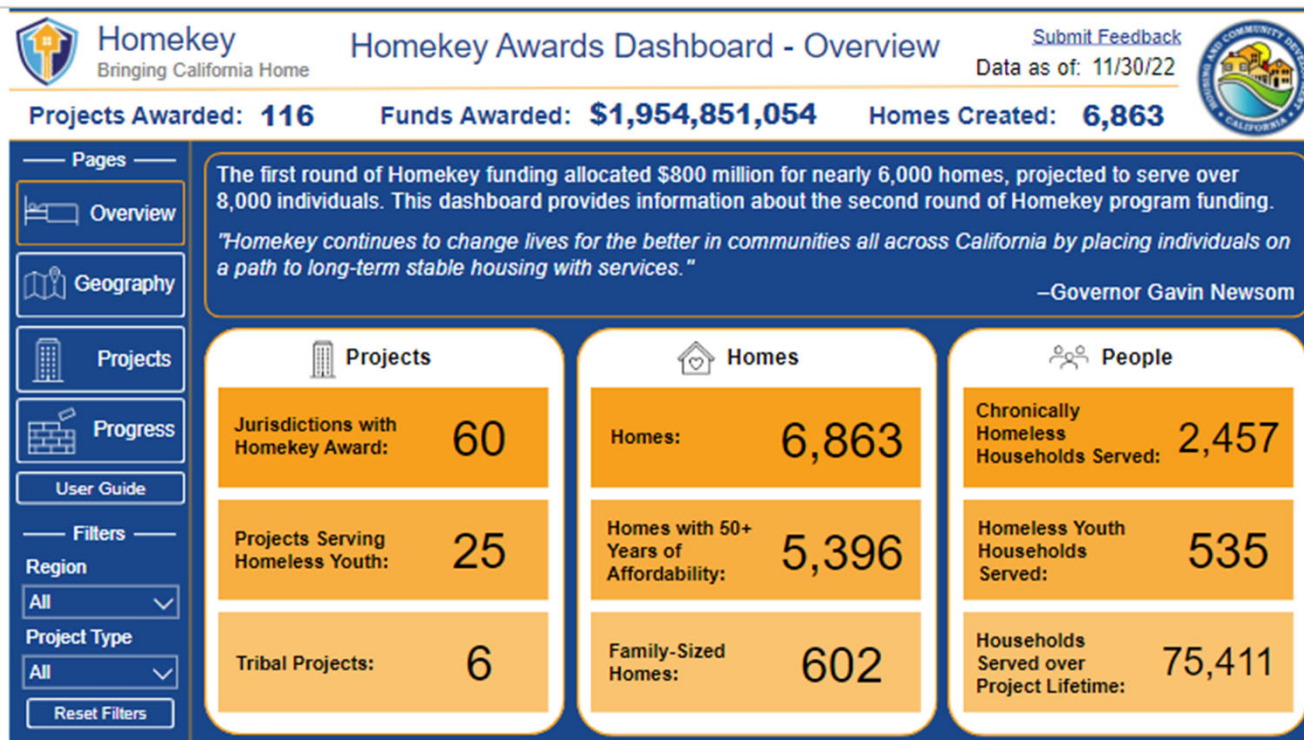 Homekey
Bringing California Home
Homekey Awards Dashboard - Overview
Submit Feedback
Data as of: 11/30/22
HOUSING AND COMMUNITY DEVELOPMENT
CALIFORNIA
Projects Awarded: 116
Funds Awarded: $1,954,851,054
Homes Created: 6,863
Pages
Overview
Geography
Projects
Progress
User Guide
Filters
Region
All
Project Type
All
Reset Filters
The first round of Homekey funding allocated $800 million for nearly 6,000 homes, projected to serve over
8,000 individuals. This dashboard provides information about the second round of Homekey program funding.
"Homekey continues to change lives for the better in communities all across California by placing individuals on
a path to long-term stable housing with services."
–Governor Gavin Newsom
Projects
Jurisdictions with
Homekey Award:
60
Projects Serving
Homeless Youth:
25
Tribal Projects:
6
Homes
Homes:
6,863
Homes with 50+
Years of
Affordability:
5,396
Family-Sized
Homes:
602
People
Chronically
Homeless
Households Served:
2,457
Homeless Youth
Households
Served:
535
Households
Served over
Project Lifetime:
75,411